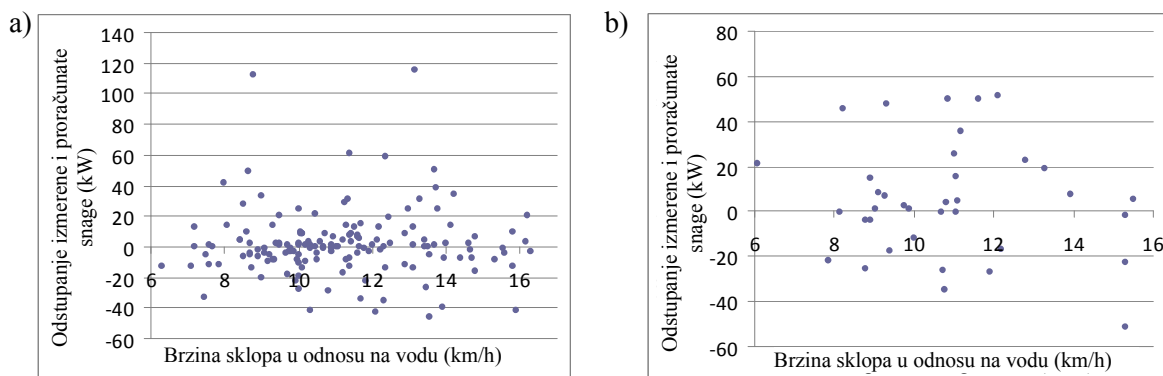 a)
Odstupanje izmerene i proračunate
snage (kW)
140
120
100
80
60
40
20
0
-20
-40
-60
6 8 10 12 14 16
Brzina sklopa u odnosu na vodu (km/h)
b)
Odstupanje izmerene i proračunate
snage (kW)
80
60
40
20
0
-20
-40
-60
6 8 10 12 14 16
Brzina sklopa u odnosu na vodu (km/h)